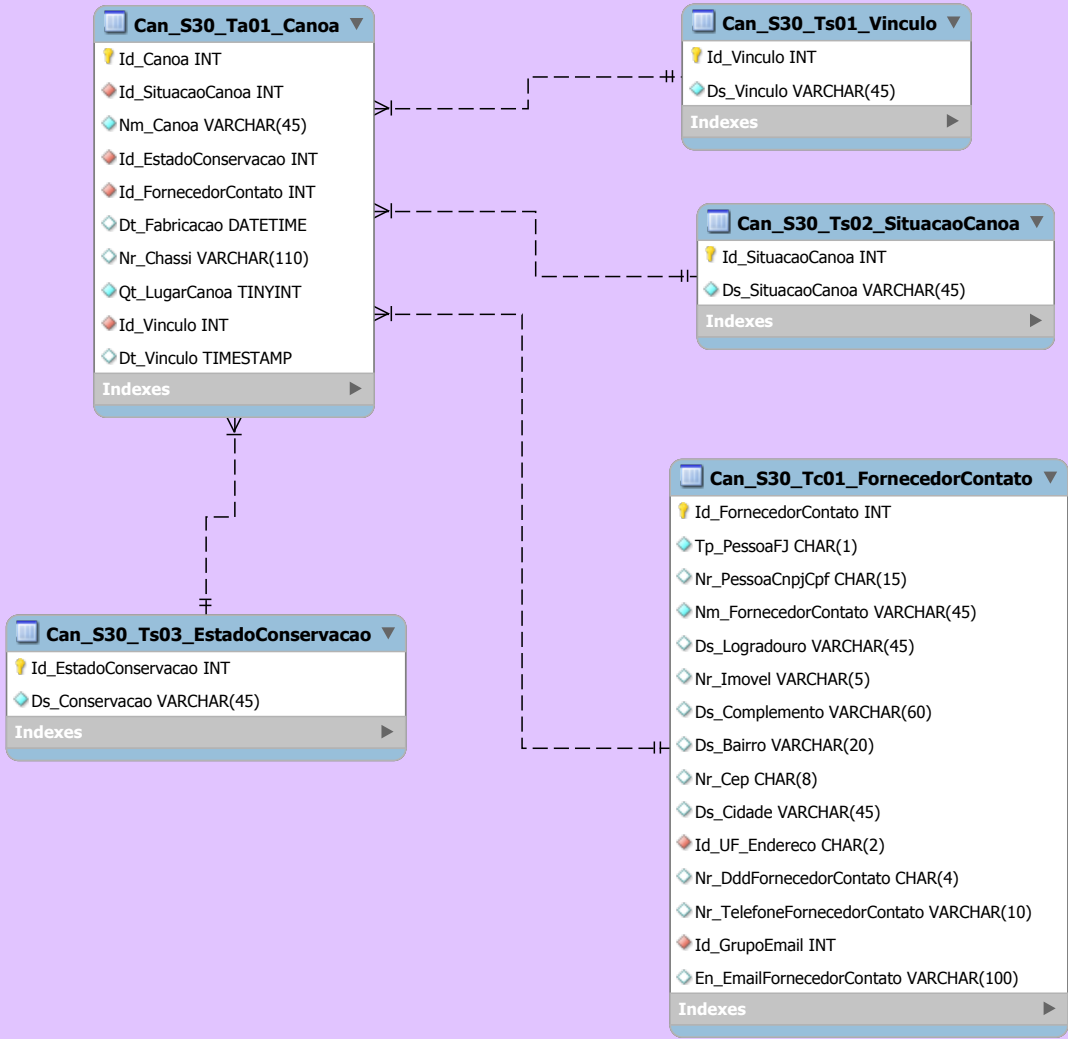 Can_S30_Ta01_Canoa
Id_Canoa INT
Id_SituacaoCanoa INT
Nm_Canoa VARCHAR(45)
Id_EstadoConservacao INT
Id_FornecedorContato INT
Dt_Fabricacao DATETIME
Nr_Chassi VARCHAR(110)
Qt_LugarCanoa TINYINT
Id_Vinculo INT
Dt_Vinculo TIMESTAMP
Indexes
Can_S30_Ts01_Vinculo
Id_Vinculo INT
Ds_Vinculo VARCHAR(45)
Indexes
Can_S30_Ts02_SituacaoCanoa
Id_SituacaoCanoa INT
Ds_SituacaoCanoa VARCHAR(45)
Indexes
Can_S30_Tc01_FornecedorContato
Id_FornecedorContato INT
Tp_PessoaFJ CHAR(1)
Nr_PessoaCnpjCpf CHAR(15)
Nm_FornecedorContato VARCHAR(45)
Ds_Logradouro VARCHAR(45)
Nr_Imovel VARCHAR(5)
Ds_Complemento VARCHAR(60)
Ds_Bairro VARCHAR(20)
Nr_Cep CHAR(8)
Ds_Cidade VARCHAR(45)
Id_UF_Endereco CHAR(2)
Nr_DddFornecedorContato CHAR(4)
Nr_TelefoneFornecedorContato VARCHAR(10)
Id_GrupoEmail INT
En_EmailFornecedorContato VARCHAR(100)
Indexes
Can_S30_Ts03_EstadoConservacao
Id_EstadoConservacao INT
Ds_Conservacao VARCHAR(45)
Indexes